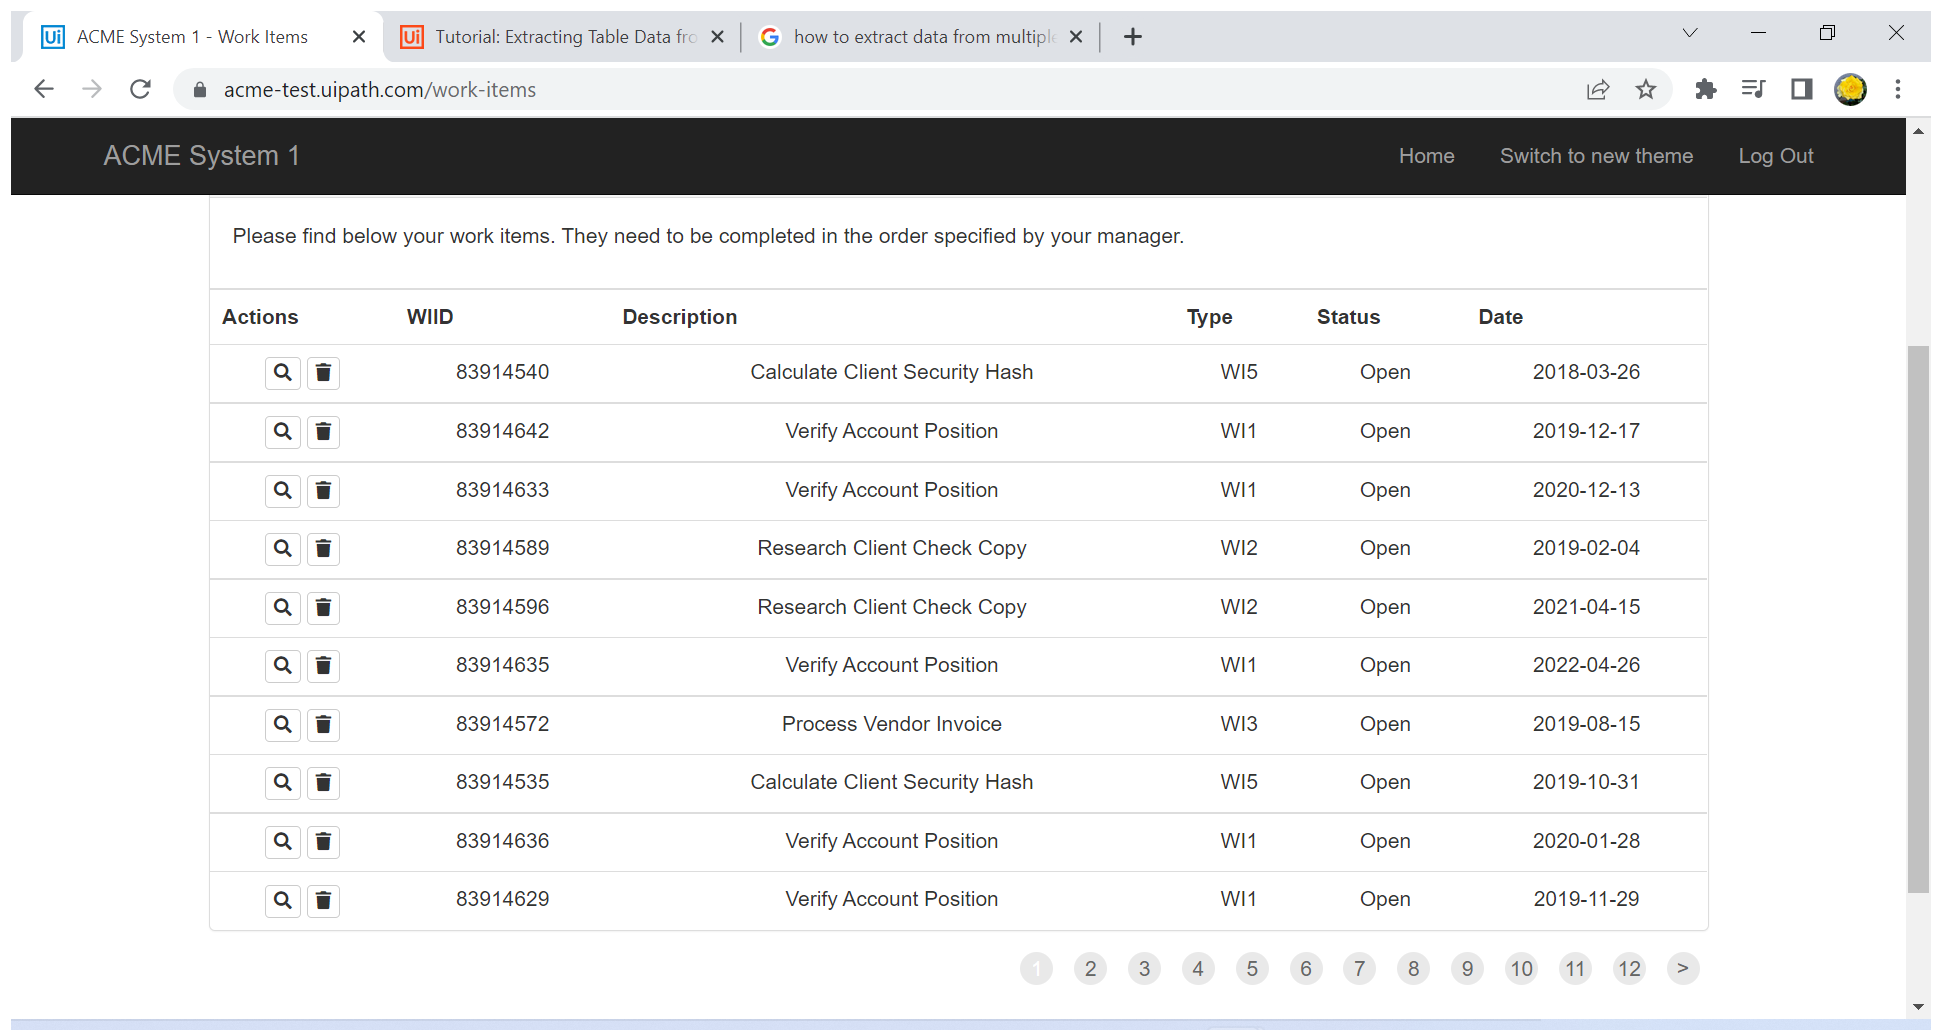 Ui ACME System 1 - Work Items Ui Tutorial: Extracting Table Data fro how to extract data from multiple
acme-test.uipath.com/work-items
ACME System 1 Home Switch to new theme Log Out
Please find below your work items. They need to be completed in the order specified by your manager.
Actions WIID Description Type Status Date
83914540 Calculate Client Security Hash WI5 Open 2018-03-26
83914642 Verify Account Position WI1 Open 2019-12-17
83914633 Verify Account Position WI1 Open 2020-12-13
83914589 Research Client Check Copy WI2 Open 2019-02-04
83914596 Research Client Check Copy WI2 Open 2021-04-15
83914635 Verify Account Position WI1 Open 2022-04-26
83914572 Process Vendor Invoice WI3 Open 2019-08-15
83914535 Calculate Client Security Hash WI5 Open 2019-10-31
83914636 Verify Account Position WI1 Open 2020-01-28
83914629 Verify Account Position WI1 Open 2019-11-29
1 2 3 4 5 6 7 8 9 10 11 12 >